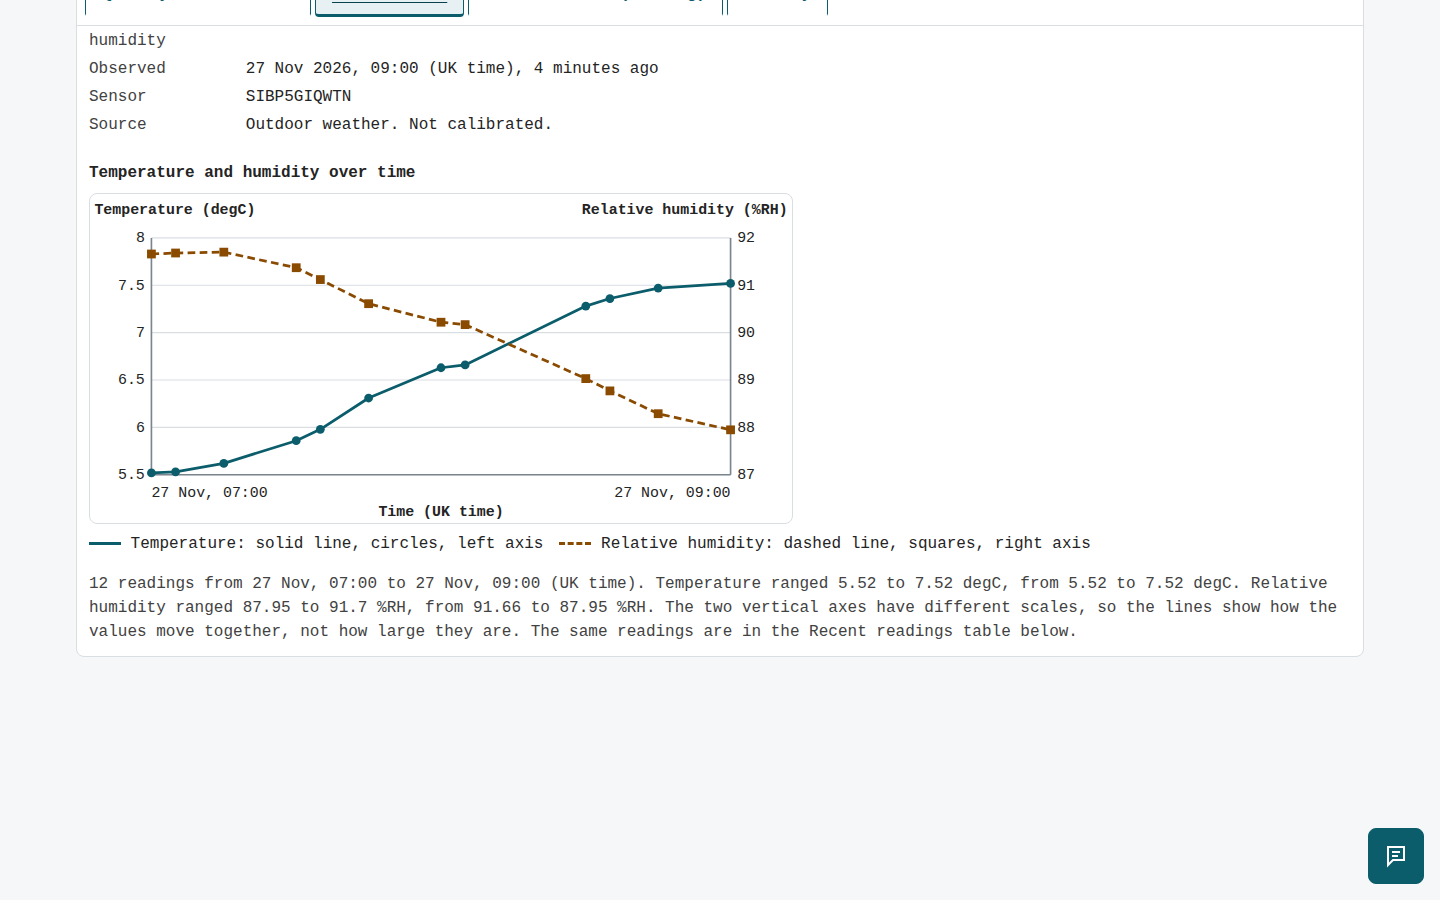 humidity
Observed 27 Nov 2026, 09:00 (UK time), 4 minutes ago
Sensor SIBP5GIQWTN
Source Outdoor weather. Not calibrated.
Temperature and humidity over time
Temperature (degC) Relative humidity (%RH)
8 92
7.5 91
7 90
6.5 89
6 88
5.5 87
27 Nov, 07:00 27 Nov, 09:00
Time (UK time)
Temperature: solid line, circles, left axis Relative humidity: dashed line, squares, right axis
12 readings from 27 Nov, 07:00 to 27 Nov, 09:00 (UK time). Temperature ranged 5.52 to 7.52 degC, from 5.52 to 7.52 degC. Relative
humidity ranged 87.95 to 91.7 %RH, from 91.66 to 87.95 %RH. The two vertical axes have different scales, so the lines show how the
values move together, not how large they are. The same readings are in the Recent readings table below.